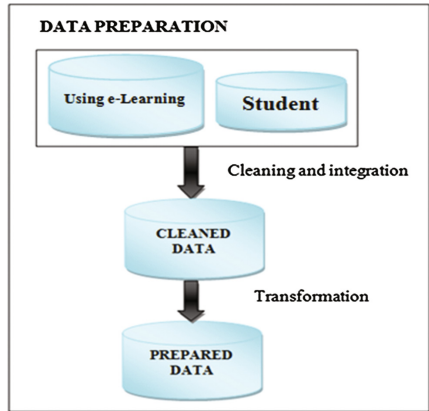 DATA PREPARATION
Using e-Learning
Student
Cleaning and integration
CLEANED
DATA
Transformation
PREPARED
DATA